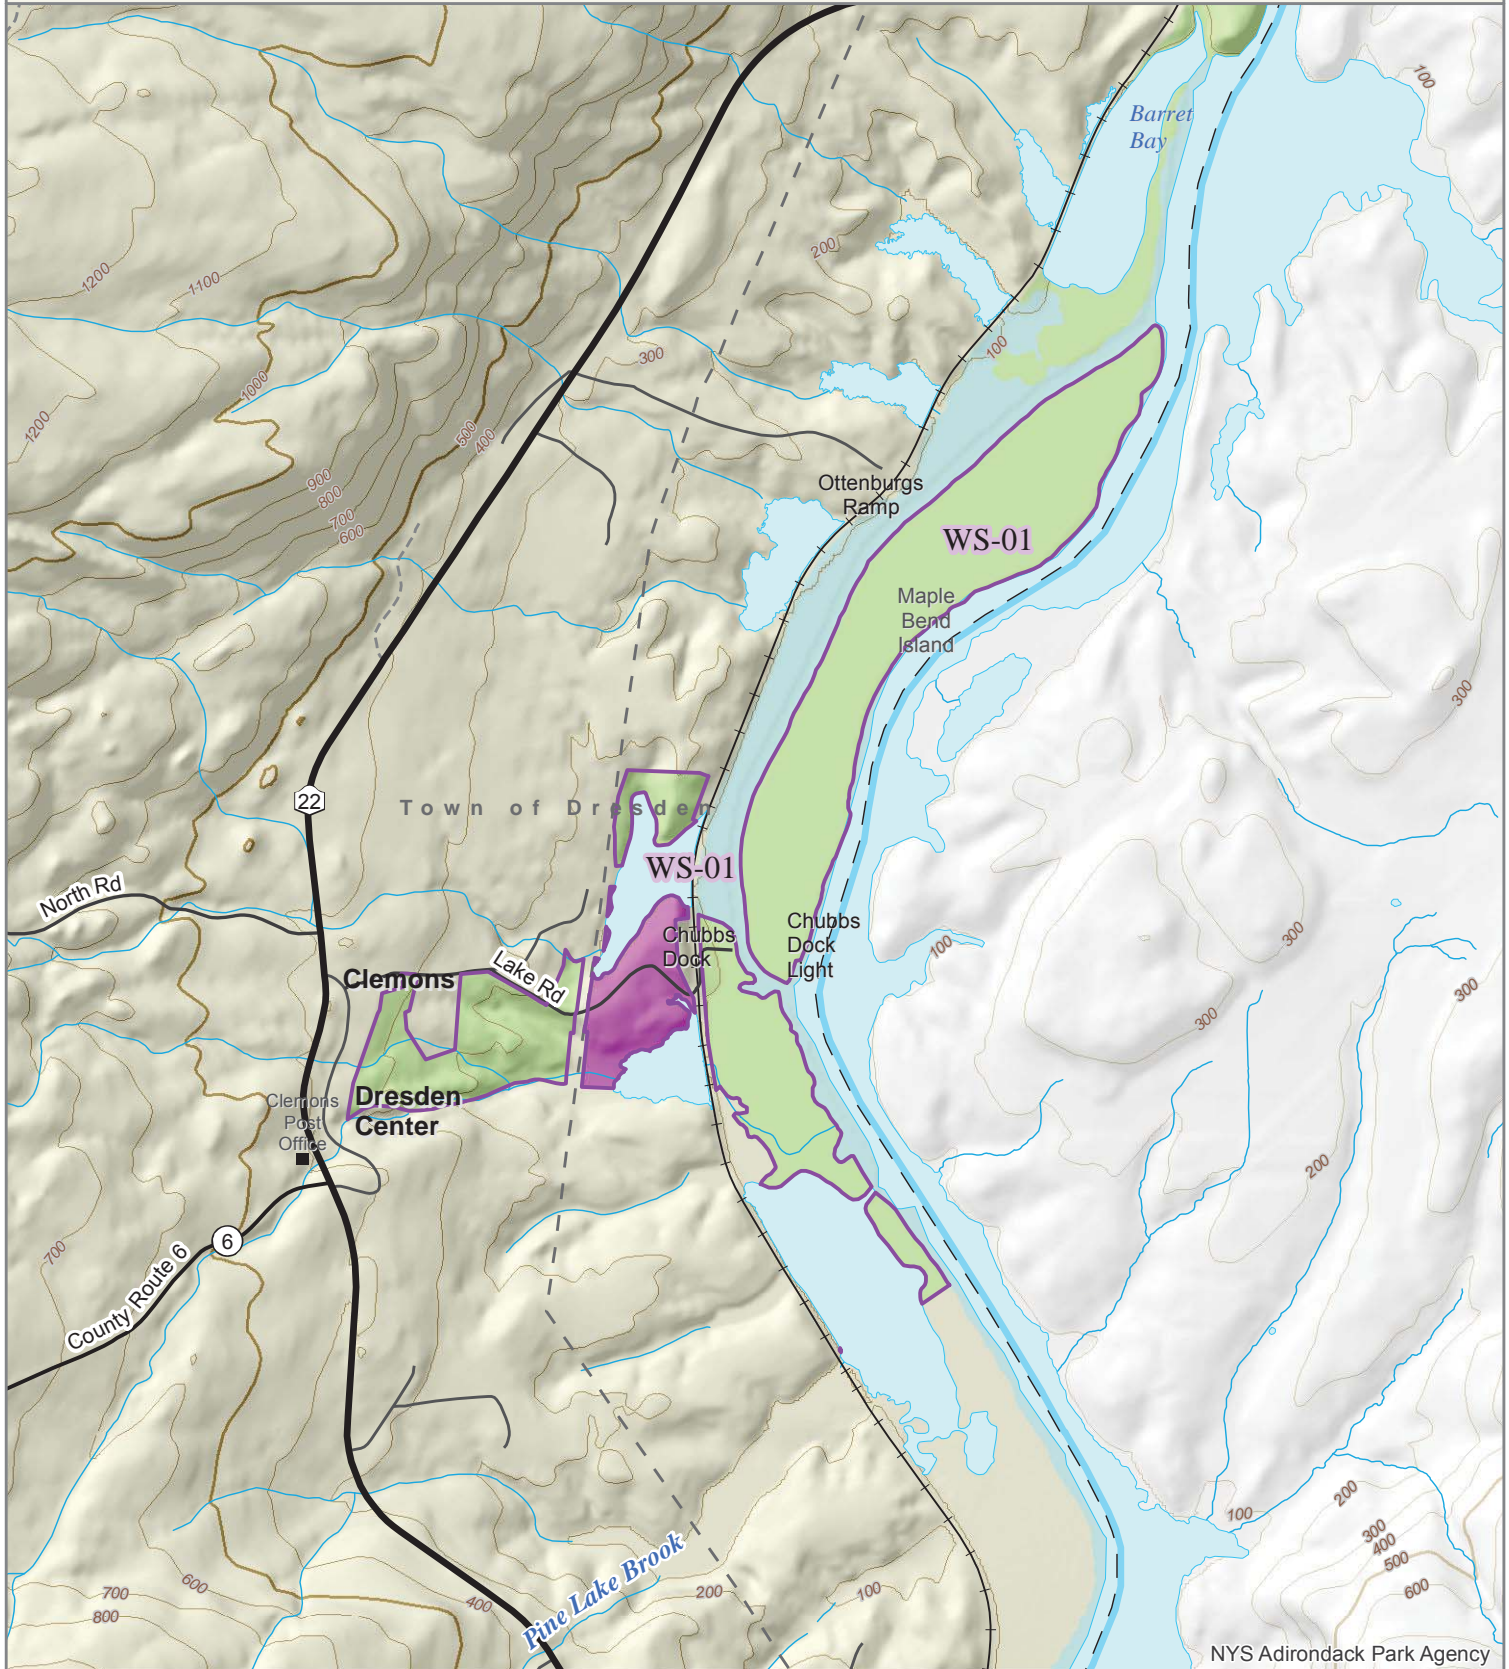 100
Barret
Bay
200
1200
1100
300
100
1000
1200
500
400
900
800
700
600
Ottenburgs
Ramp
WS-01
Maple
Bend
Island
300
22
Town of Dresden
WS-01
North Rd
Chubbs
Dock
Chubbs
Dock
Light
100
300
Lake Rd
Clemons
300
300
Dresden
Center
Clemons
Post
Office
200
6
700
County Route 6
200
100
300
400
500
600
Pine Lake Brook
700
600
800
400
200
100
NYS Adirondack Park Agency